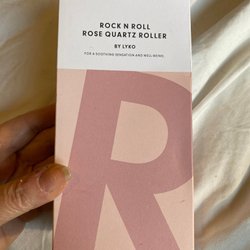 ROCK N ROLL
ROSE QUARTZ ROLLER
BY LYKO
FOR A SOOTHING SENSATION AND WELL-BEING
R